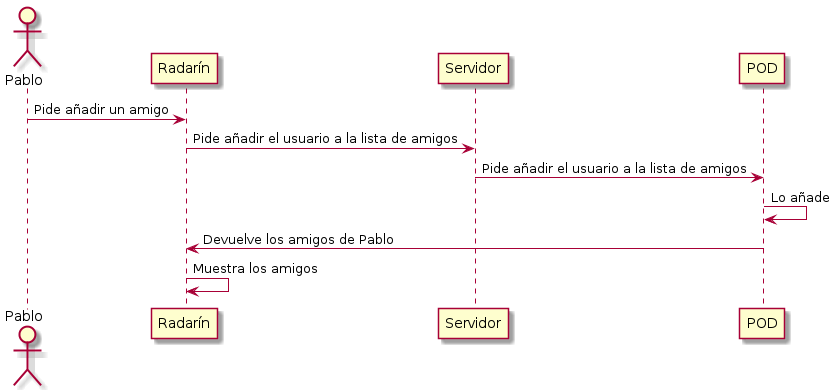 Pablo
Radarín
Servidor
POD
Pide añadir un amigo
Pide añadir el usuario a la lista de amigos
Pide añadir el usuario a la lista de amigos
Lo añade
Devuelve los amigos de Pablo
Muestra los amigos
Pablo
Radarín
Servidor
POD